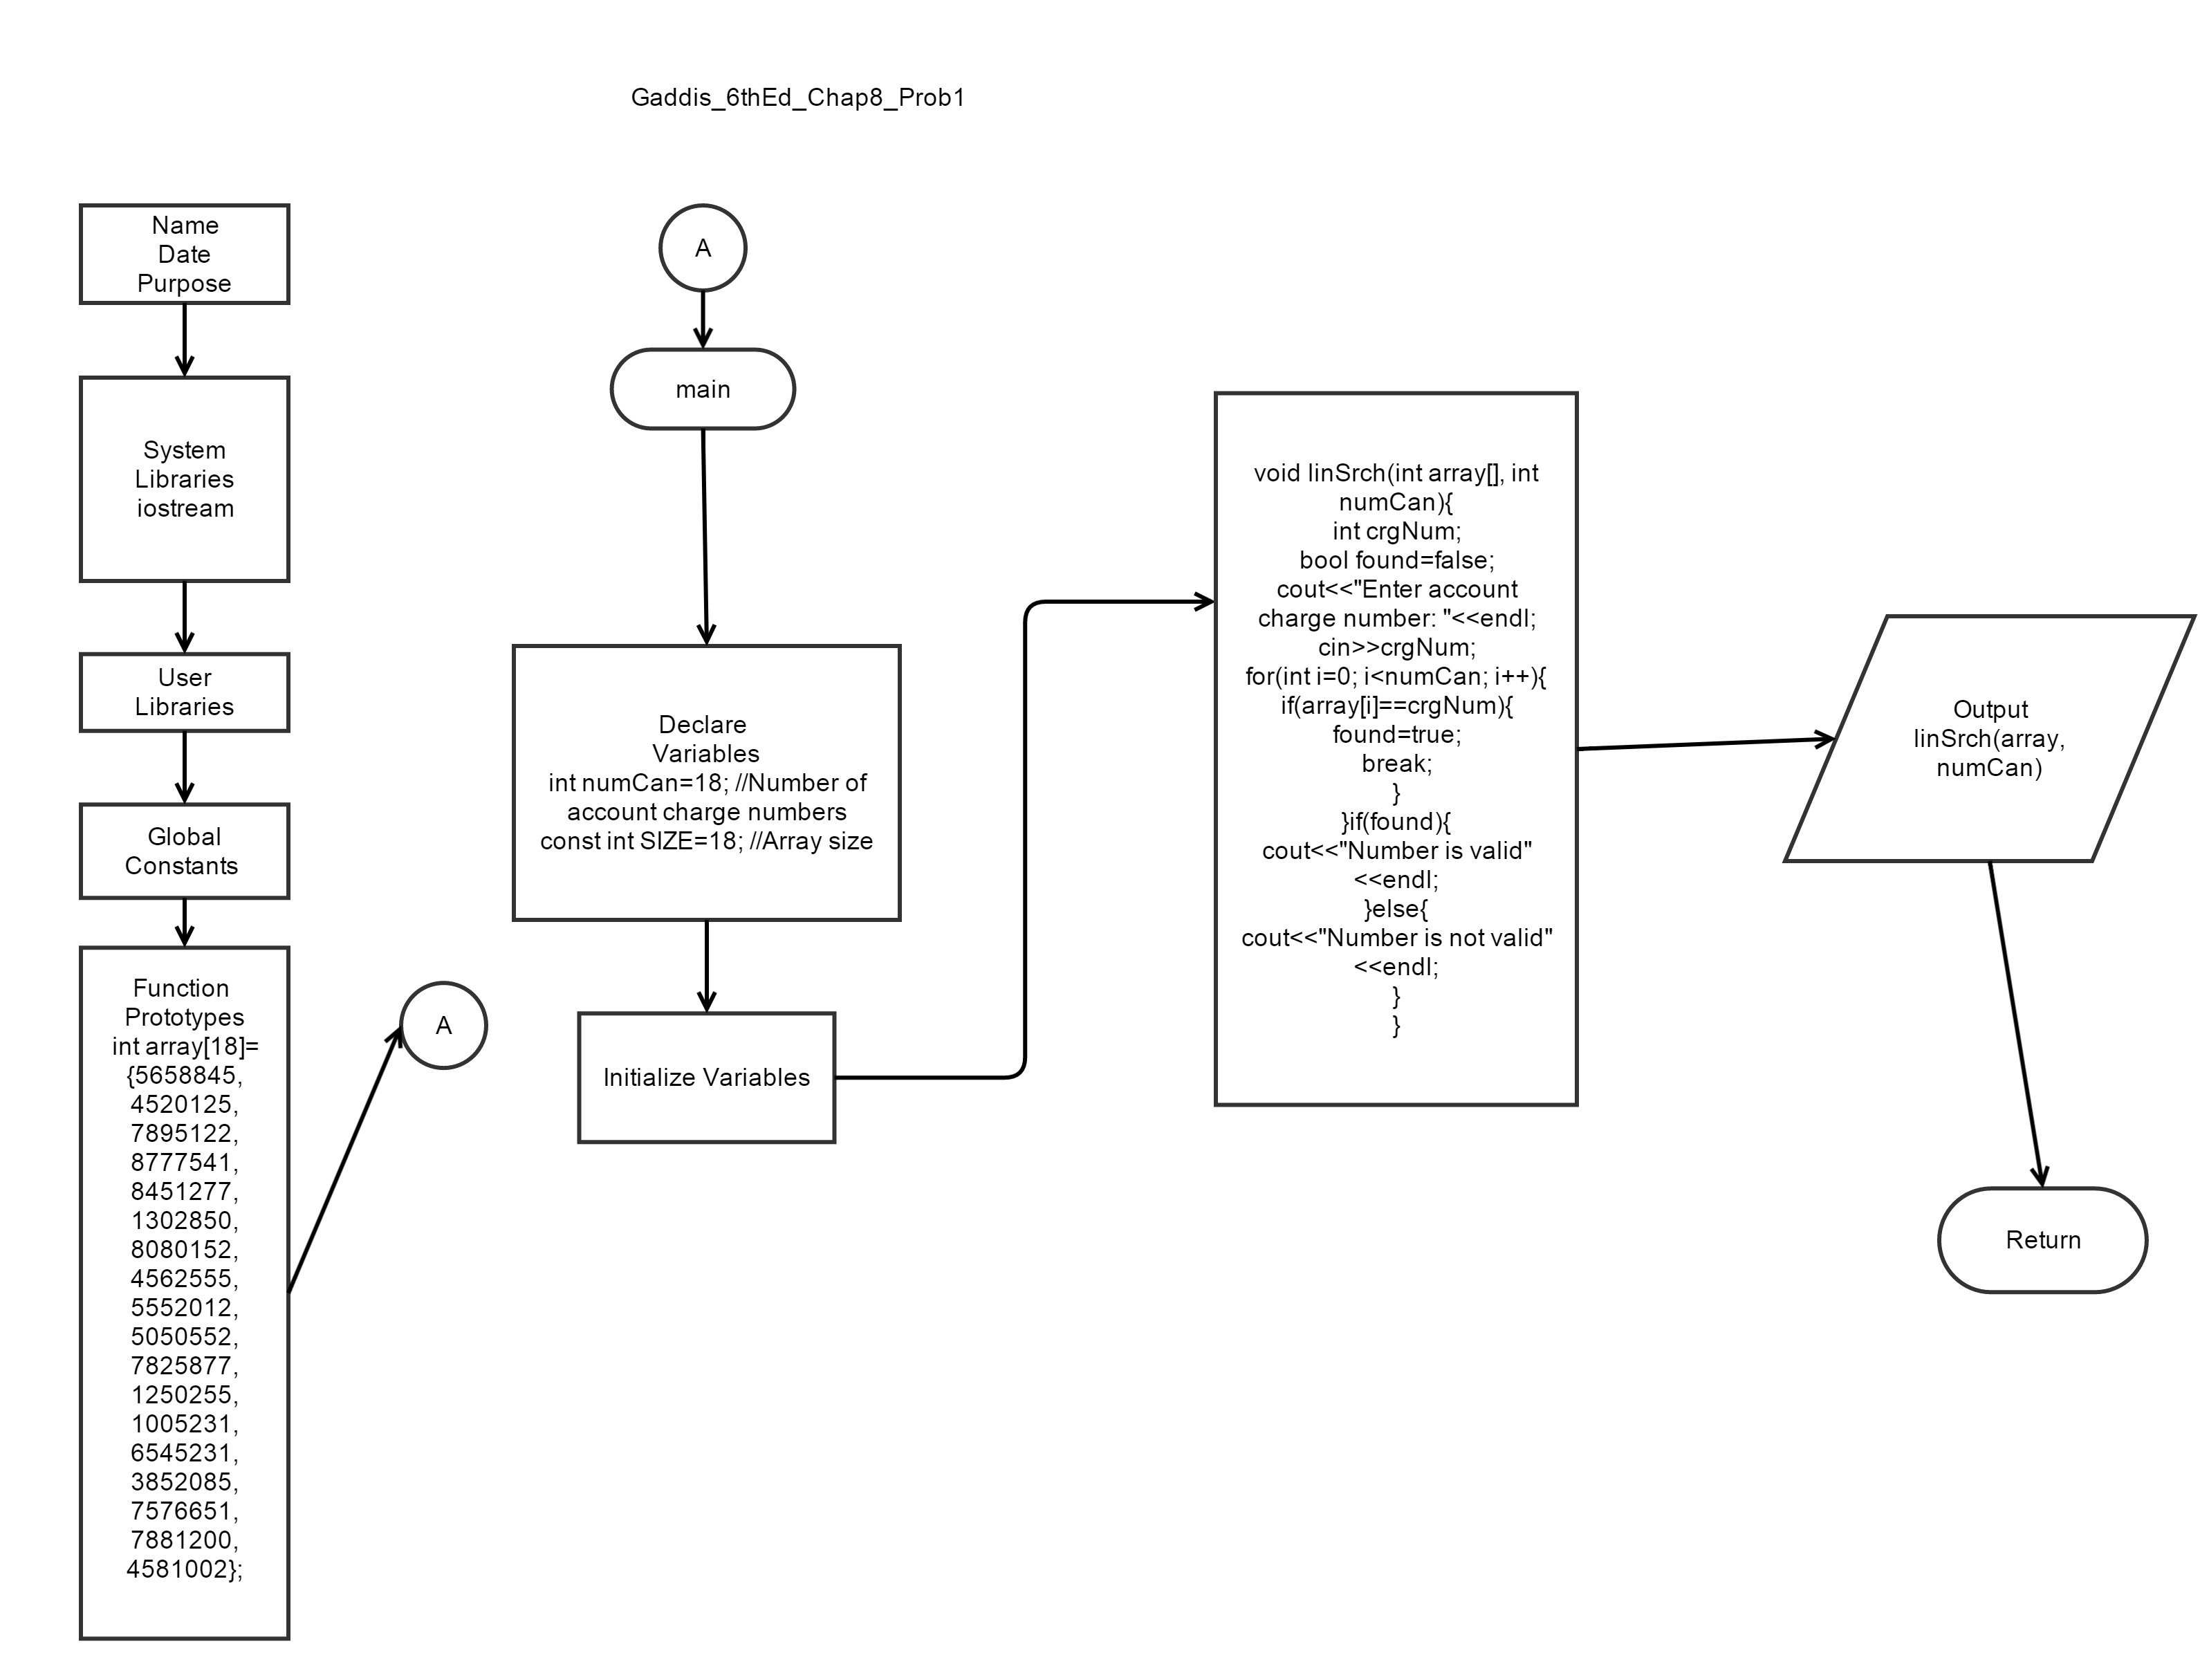 Gaddis_6thEd_Chap8_Prob1
Name
Date
Purpose
System
Libraries
iostream
User
Libraries
Global
Constants
Function
Prototypes
int array[18]=
{5658845,
4520125,
7895122,
8777541,
8451277,
1302850,
8080152,
4562555,
5552012,
5050552,
7825877,
1250255,
1005231,
6545231,
3852085,
7576651,
7881200,
4581002};
A
A
main
Declare
Variables
int numCan=18; //Number of
account charge numbers
const int SIZE=18; //Array size
Initialize Variables
void linSrch(int array[], int
numCan){
int crgNum;
bool found=false;
cout<<"Enter account
charge number: "<<endl;
cin>>crgNum;
for(int i=0; i<numCan; i++){
if(array[i]==crgNum){
found=true;
break;
}
}if(found){
cout<<"Number is valid"
<<endl;
}else{
cout<<"Number is not valid"
<<endl;
}
}
Output
linSrch(array,
numCan)
Return